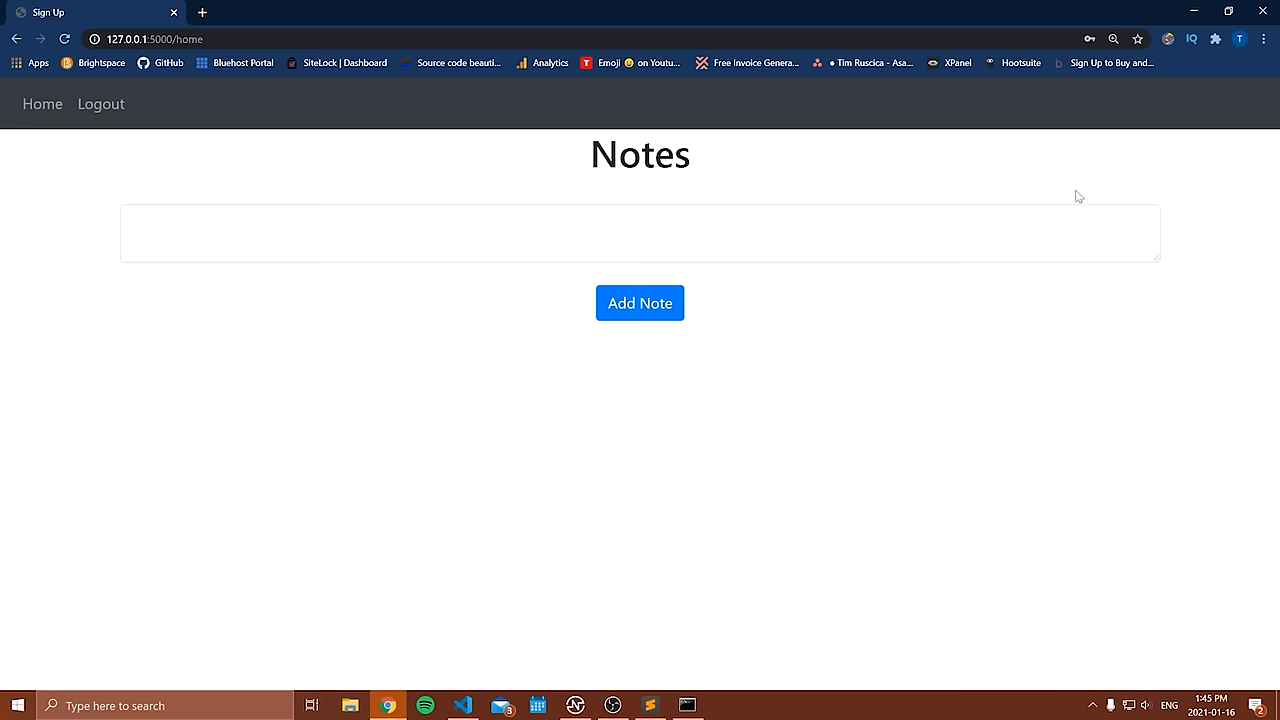 Sign Up
127.0.0.1:5000/home
T
Apps Brightspace GitHub Bluehost Portal SiteLock | Dashboard Source code beauti... Analytics T Emoji 😀 on Youtu... Free Invoice Genera... • Tim Ruscica - Asa... XPanel Hootsuite b Sign Up to Buy and...
Home Logout
Notes
Add Note
Type here to search
3
ENG
1:45 PM
2021-01-16
2